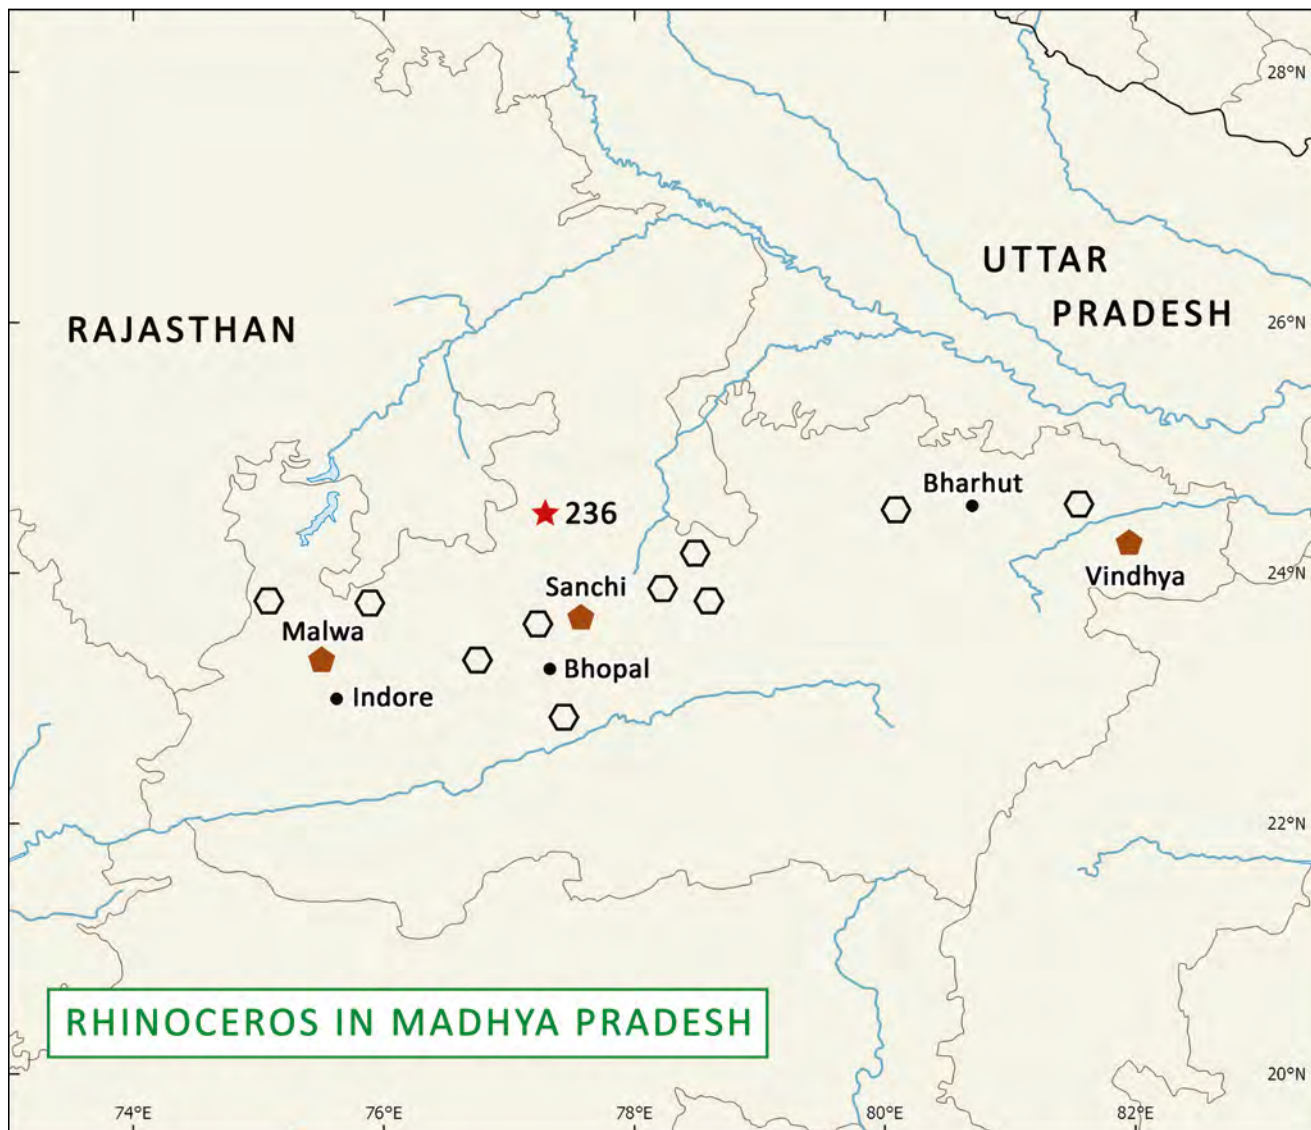 28°N
UTTAR
PRADESH
RAJASTHAN
26°N
Bharhut
236
Sanchi
24°N
Vindhya
Malwa
Bhopal
Indore
22°N
RHINOCEROS IN MADHYA PRADESH
20°N
74°E 76°E 78°E 80°E 82°E